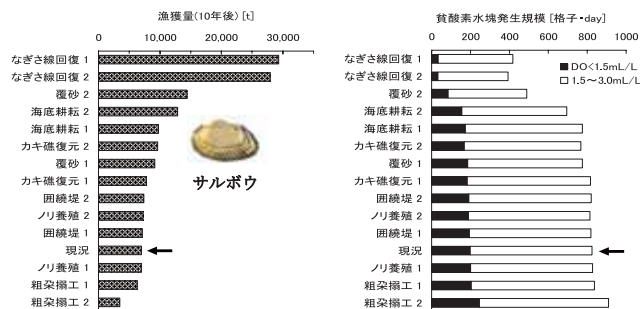 漁獲量(10年後) [t]
0 10,000 20,000 30,000
なぎさ線回復 1
なぎさ線回復 2
覆砂 2
海底耕耘 2
海底耕耘 1
カキ礁復元 2
覆砂 1
カキ礁復元 1
囲繞堤 2
ノリ養殖 2
囲繞堤 1
現況
ノリ養殖 1
粗朶搦工 1
粗朶搦工 2
サルボウ
貧酸素水塊発生規模 [格子・day]
0 200 400 600 800 1000
DO<1.5mL/L
1.5~3.0mL/L
なぎさ線回復 1
なぎさ線回復 2
覆砂 2
海底耕耘 2
海底耕耘 1
カキ礁復元 2
覆砂 1
カキ礁復元 1
囲繞堤 2
ノリ養殖 2
囲繞堤 1
現況
ノリ養殖 1
粗朶搦工 1
粗朶搦工 2